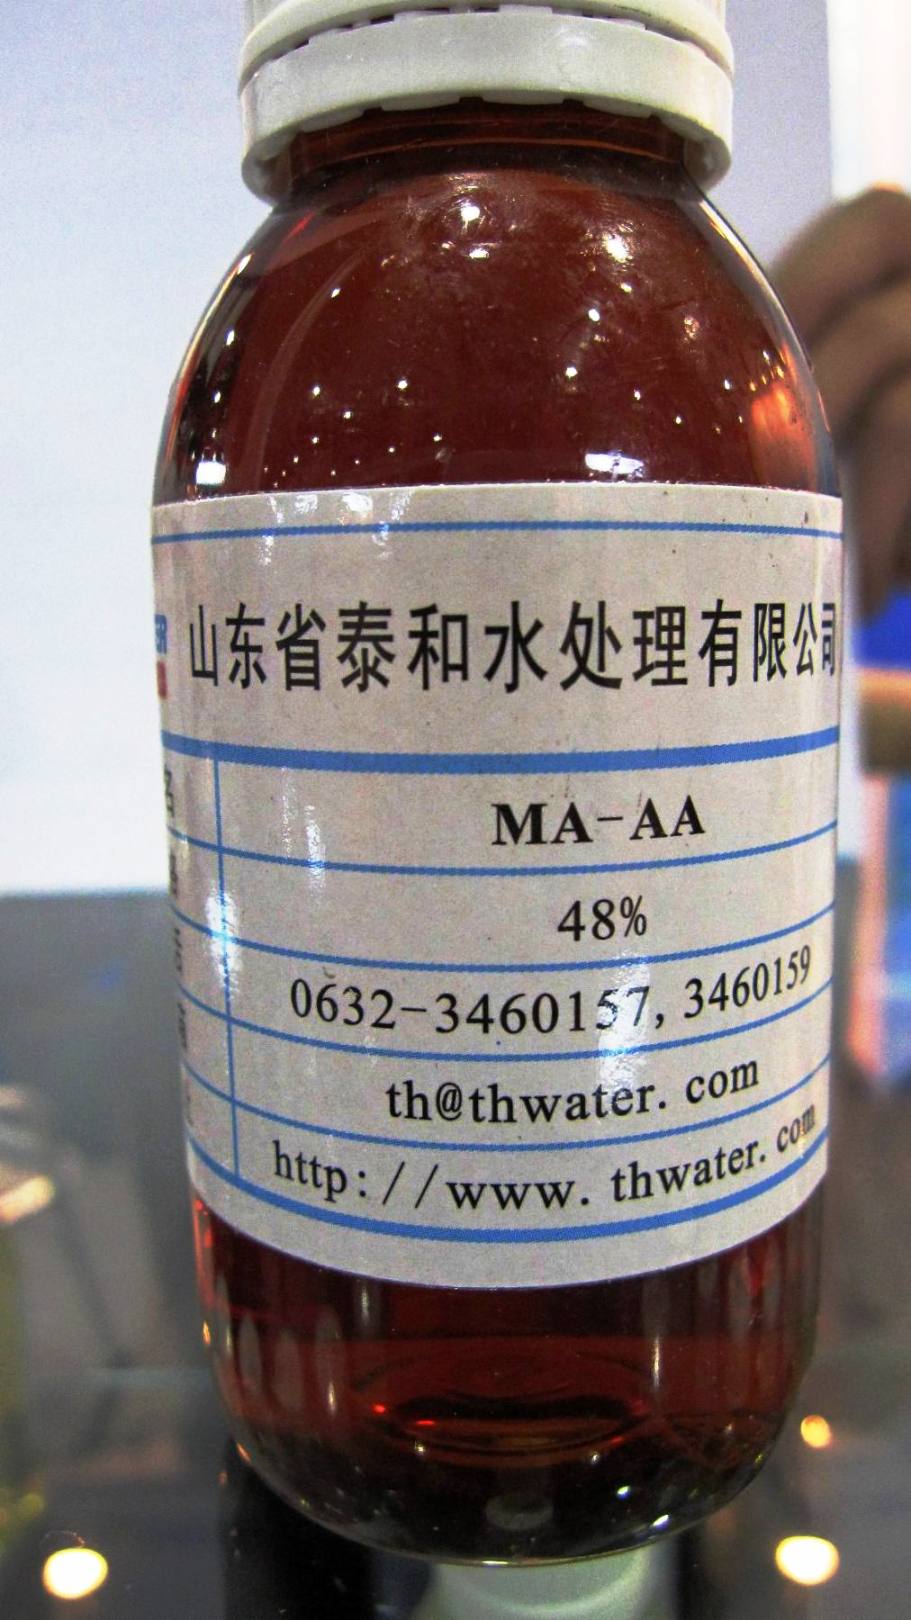 山东省泰和水处理有限公司
MA-AA
48%
0632-3460157, 3460159
th@thwater. com
http://www. thwater. com